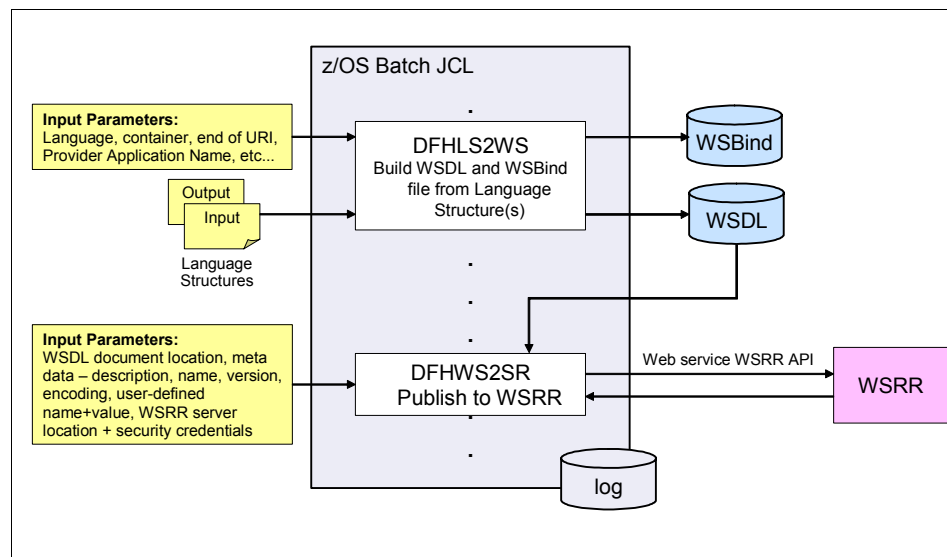 z/OS Batch JCL
Input Parameters:
Language, container, end of URI,
Provider Application Name, etc...
Output
Input
Language
Structures
DFHLS2WS
Build WSDL and WSBind
file from Language
Structure(s)
WSBind
WSDL
Input Parameters:
WSDL document location, meta
data – description, name, version,
encoding, user-defined
name+value, WSRR server
location + security credentials
DFHWS2SR
Publish to WSRR
Web service WSRR API
WSRR
log